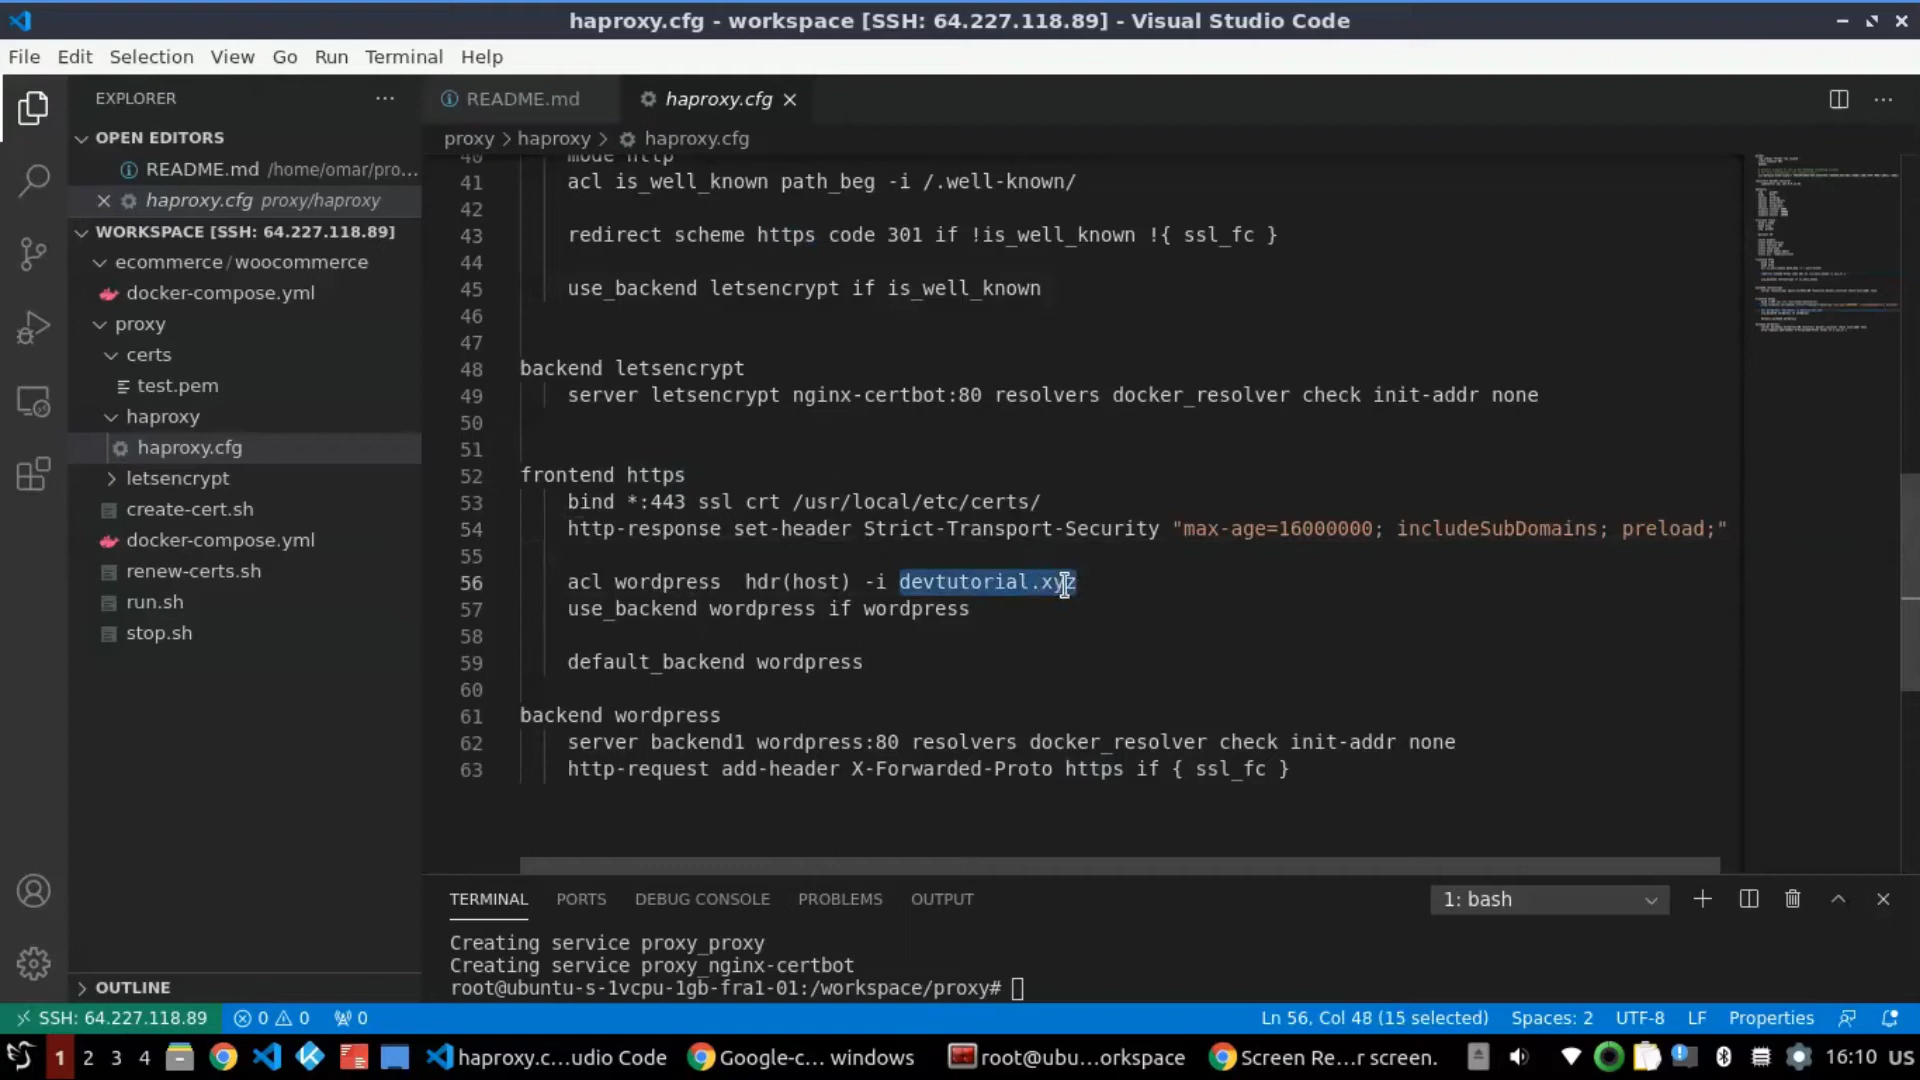 haproxy.cfg - workspace [SSH: 64.227.118.89] - Visual Studio Code
File Edit Selection View Go Run Terminal Help
EXPLORER
OPEN EDITORS
README.md /home/omar/pro...
haproxy.cfg proxy/haproxy
WORKSPACE [SSH: 64.227.118.89]
ecommerce/woocommerce
docker-compose.yml
proxy
certs
test.pem
haproxy
haproxy.cfg
letsencrypt
create-cert.sh
docker-compose.yml
renew-certs.sh
run.sh
stop.sh
OUTLINE
README.md haproxy.cfg
proxy > haproxy > haproxy.cfg
40 mode http
41 acl is_well_known path_beg -i /.well-known/
42
43 redirect scheme https code 301 if !is_well_known !{ ssl_fc }
44
45 use_backend letsencrypt if is_well_known
46
47
48 backend letsencrypt
49 server letsencrypt nginx-certbot:80 resolvers docker_resolver check init-addr none
50
51
52 frontend https
53 bind *:443 ssl crt /usr/local/etc/certs/
54 http-response set-header Strict-Transport-Security "max-age=16000000; includeSubDomains; preload;"
55
56 acl wordpress  hdr(host) -i devtutorial.xyz
57 use_backend wordpress if wordpress
58
59 default_backend wordpress
60
61 backend wordpress
62 server backend1 wordpress:80 resolvers docker_resolver check init-addr none
63 http-request add-header X-Forwarded-Proto https if { ssl_fc }
TERMINAL PORTS DEBUG CONSOLE PROBLEMS OUTPUT 1: bash
Creating service proxy_proxy
Creating service proxy_nginx-certbot
root@ubuntu-s-1vcpu-1gb-fra1-01:/workspace/proxy#
SSH: 64.227.118.89 0 0 0 Ln 56, Col 48 (15 selected) Spaces: 2 UTF-8 LF Properties
1 2 3 4 haproxy.c...udio Code Google-c... windows root@ubu...orkspace Screen Re...r screen. 16:10 US